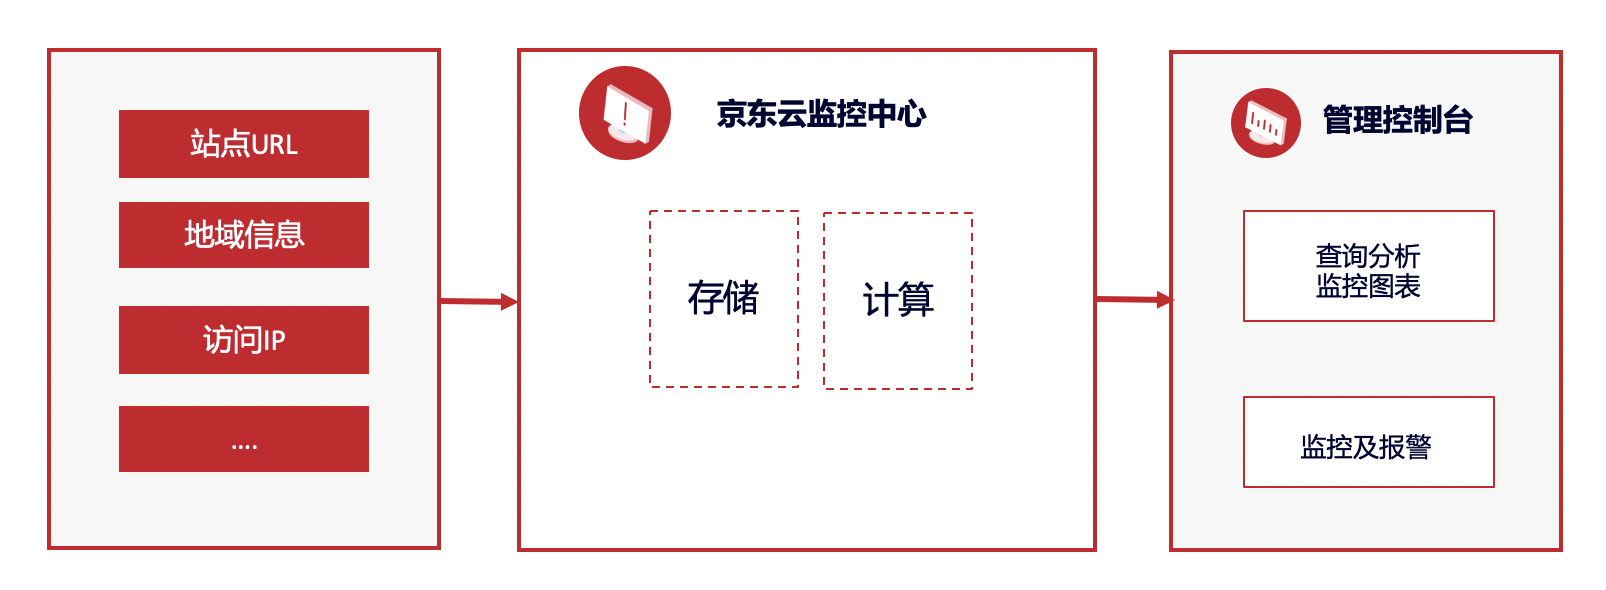 站点URL
地域信息
访问IP
....
京东云监控中心
存储
计算
管理控制台
查询分析
监控图表
监控及报警